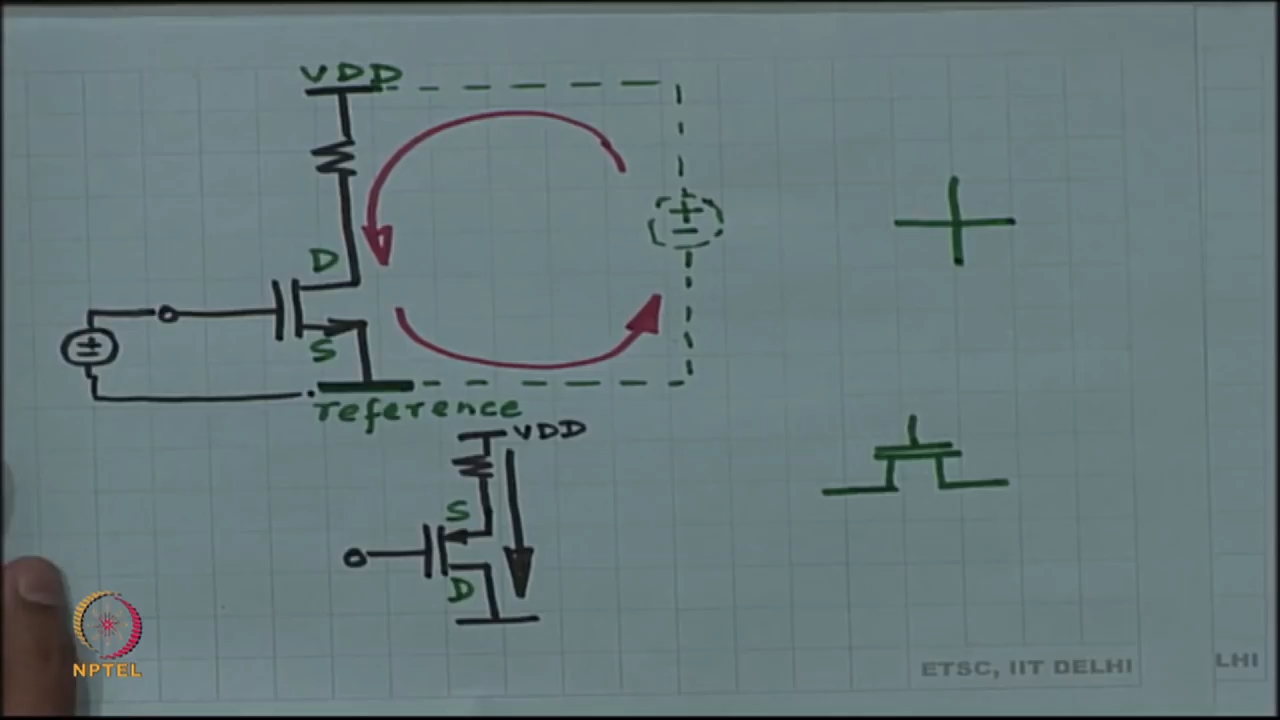 VDD
D
S
reference
VDD
S
D
NPTEL
ETSC, IIT DELHI
LHI